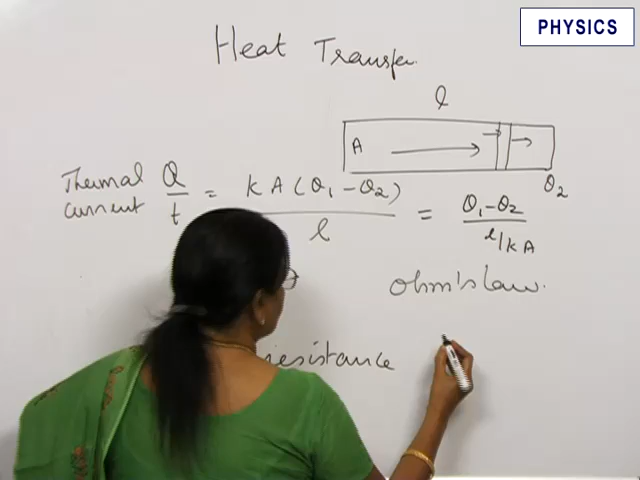 PHYSICS
Heat Transfer
l
A
θ2
Thermal current Q/t = KA(θ1-θ2)/l = θ1-θ2/l/KA
Ohm's law.
resistance